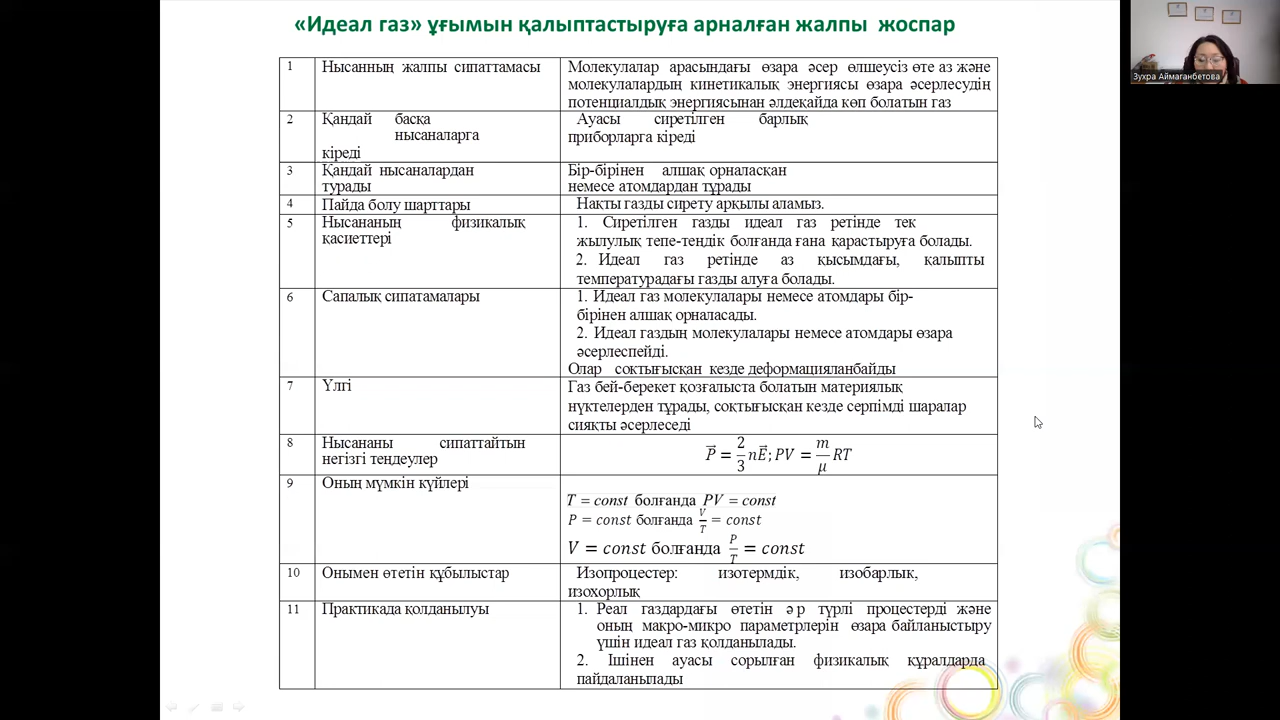 «Идеал газ» ұғымын қалыптастыруға арналған жалпы жоспар
Зухра Аймаганбетова
1 Нысанның жалпы сипаттамасы
Молекулалар арасындағы өзара әсер өлшеусіз өте аз және
молекулалардың кинетикалық энергиясы өзара әсерлесудің
потенциалдық энергиясынан әлдеқайда көп болатын газ
2 Қандай басқа
нысаналарға
кіреді
Ауасы сиретілген барлық
приборларға кіреді
3 Қандай нысаналардан
турады
Бір-бірінен алшақ орналасқан
немесе атомдардан тұрады
4 Пайда болу шарттары
Нақты газды сирету арқылы аламыз.
5 Нысананың физикалық
қасиеттері
1. Сиретілген газды идеал газ ретінде тек
жылулық тепе-теңдік болғанда ғана қарастыруға болады.
2. Идеал газ ретінде аз қысымдағы, қалыпты
температурадағы газды алуға болады.
6 Сапалық сипатамалары
1. Идеал газ молекулалары немесе атомдары бір-
бірінен алшақ орналасады.
2. Идеал газдың молекулалары немесе атомдары өзара
әсерлеспейді.
Олар соқтығысқан кезде деформацияланбайды
7 Үлгі
Газ бей-берекет қозғалыста болатын материялық
нүктелерден тұрады, соқтығысқан кезде серпімді шаралар
сияқты әсерлеседі
8 Нысананы сипаттайтын
негізгі теңдеулер
P⃗ = 2/3 nE⃗; PV = m/μ RT
9 Оның мүмкін күйлері
T = const болғанда PV = const
P = const болғанда V/T = const
V = const болғанда P/T = const
10 Онымен өтетін құбылыстар
Изопроцестер: изотермдік, изобарлық,
изохорлық
11 Практикада қолданылуы
1. Реал газдардағы өтетін ә р түрлі процестерді және
оның макро-микро параметрлерін өзара байланыстыру
үшін идеал газ қолданылады.
2. Ішінен ауасы сорылған физикалық құралдарда
пайдаланылады